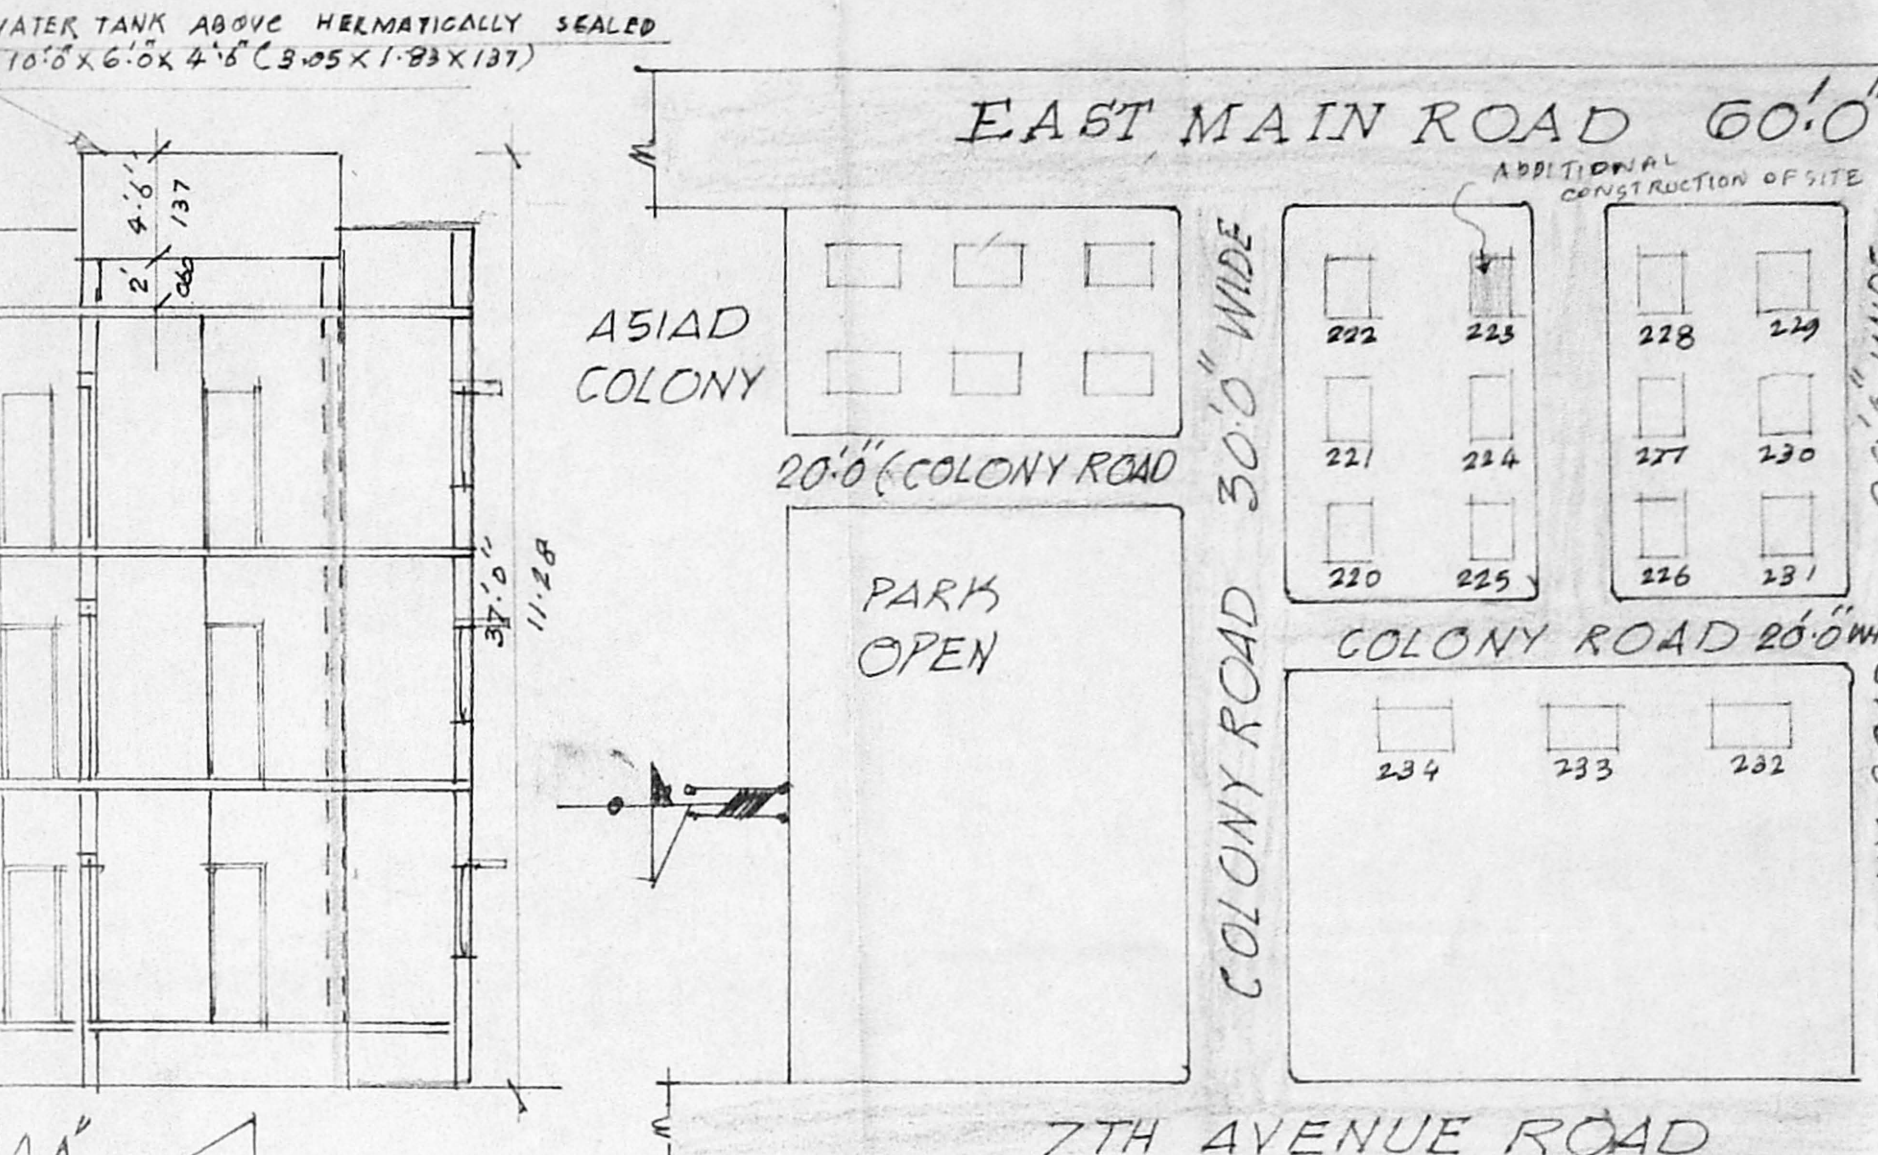 WATER TANK ABOVE HERMATICALLY SEALED
10'.0" X 6'.0" X 4'.6" (3.05 X 1.83 X 137)
EAST MAIN ROAD 60'.0"
ADDITIONAL
CONSTRUCTION OF SITE
4'.6"
137
2'
.060
37'.0"
11.28
ASIAD
COLONY
20'.0" (COLONY ROAD
PARK
OPEN
COLONY ROAD 30'.0" WIDE
222 223
221 224
220 225
228 229
227 230
226 231
COLONY ROAD 20'.0"
234 233 232
7TH AVENUE ROAD